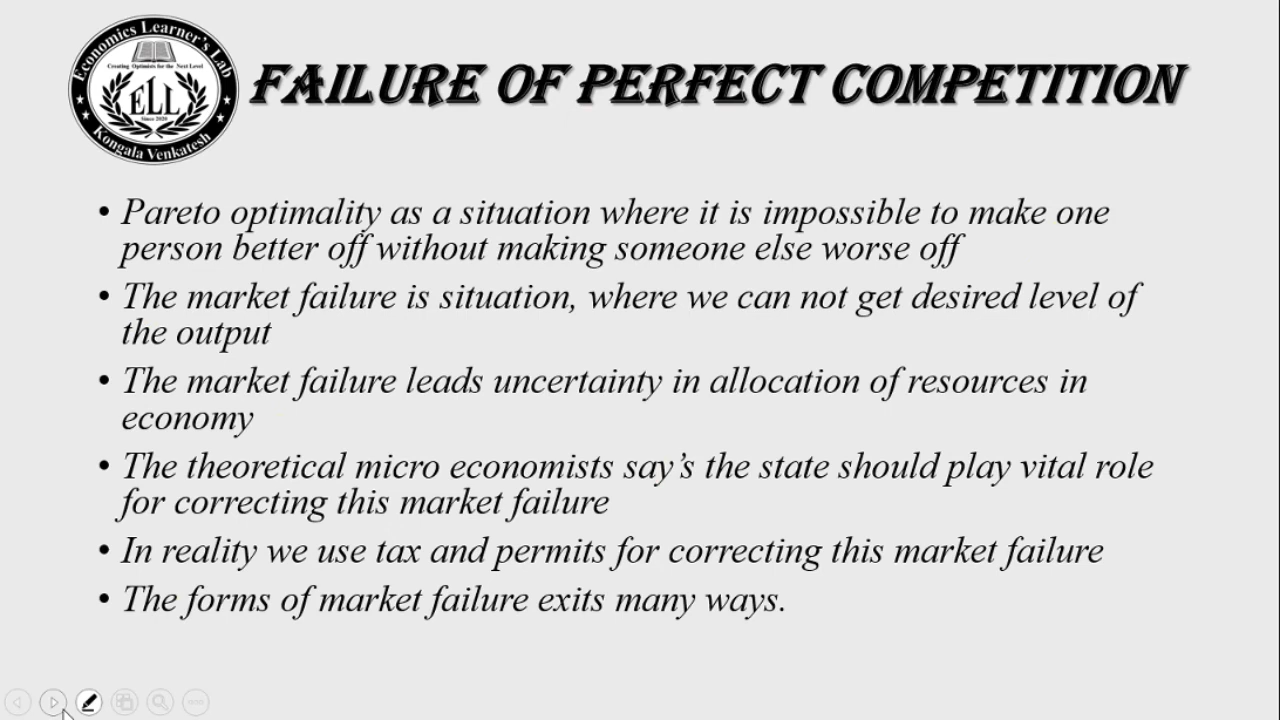 Economics Learner's Lab
Creating Optimists for the Next Level
ELL
Since 2020
Kongala Venkatesh
FAILURE OF PERFECT COMPETITION
• Pareto optimality as a situation where it is impossible to make one
person better off without making someone else worse off
• The market failure is situation, where we can not get desired level of
the output
• The market failure leads uncertainty in allocation of resources in
economy
• The theoretical micro economists say's the state should play vital role
for correcting this market failure
• In reality we use tax and permits for correcting this market failure
• The forms of market failure exits many ways.